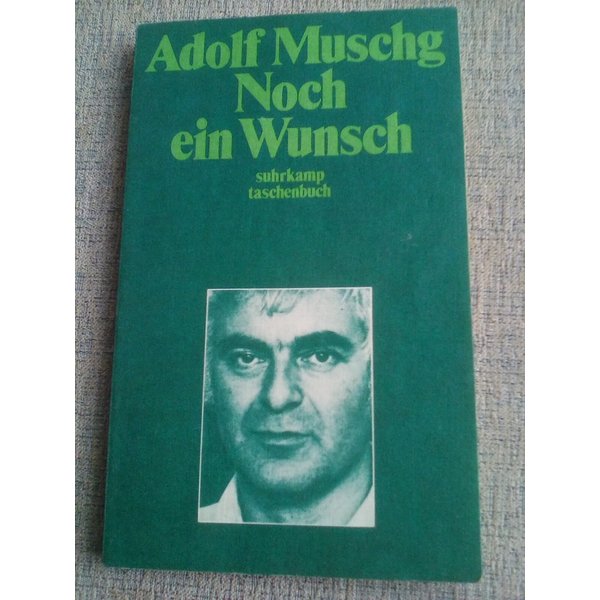 Adolf Muschg
Noch
ein Wunsch
suhrkamp
taschenbuch